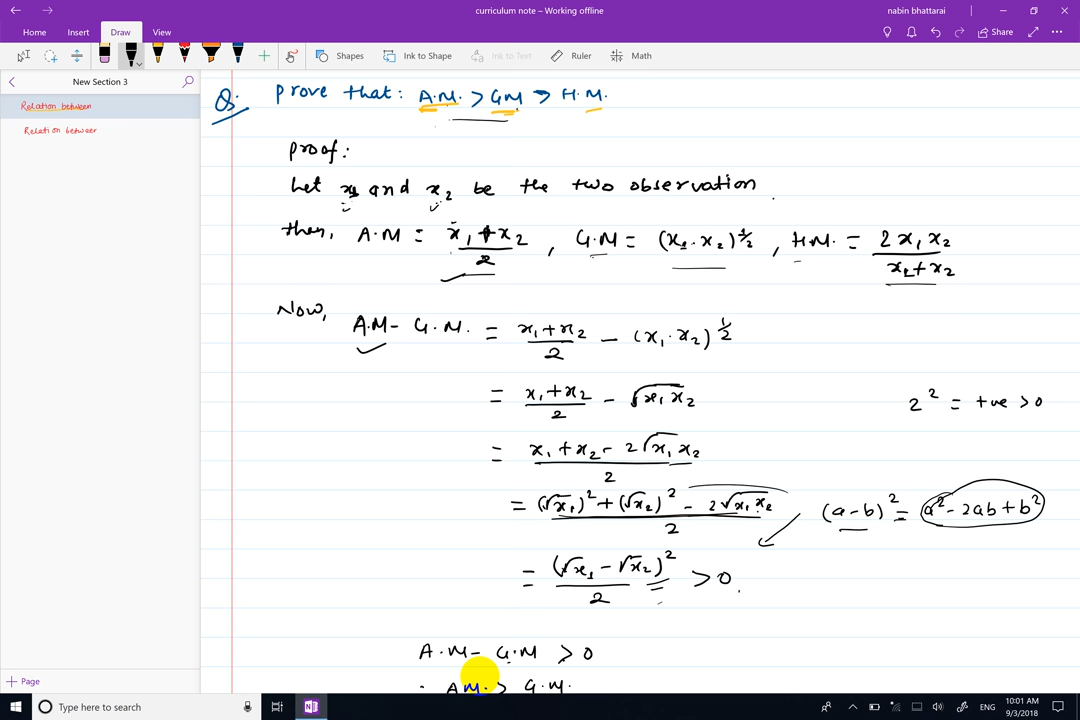 curriculum note – Working offline
nabin bhattarai
Home Insert Draw View
Share
Shapes Ink to Shape Ink to Text Ruler Math
New Section 3
Relation between
Relation between
Q. Prove that: A.M. > G.M > H.M.
Proof:
Let x₁ and x₂ be the two observation.
then, A.M = x₁ + x₂ / 2 , G.M = (x₁ . x₂)^1/2 , H.M. = 2x₁x₂ / x₁ + x₂
Now,
A.M – G.M. = x₁ + x₂ / 2 – (x₁ . x₂)^1/2
= x₁ + x₂ / 2 – √x₁x₂
2² = +ve > 0
= x₁ + x₂ – 2√x₁x₂ / 2
= (√x₁)² + (√x₂)² – 2√x₁x₂ / 2
(a – b)² = a² – 2ab + b²
= (√x₁ – √x₂)² / 2 > 0.
A.M – G.M > 0
A.M. > G.M.
Page
Type here to search
ENG
10:01 AM
9/3/2018